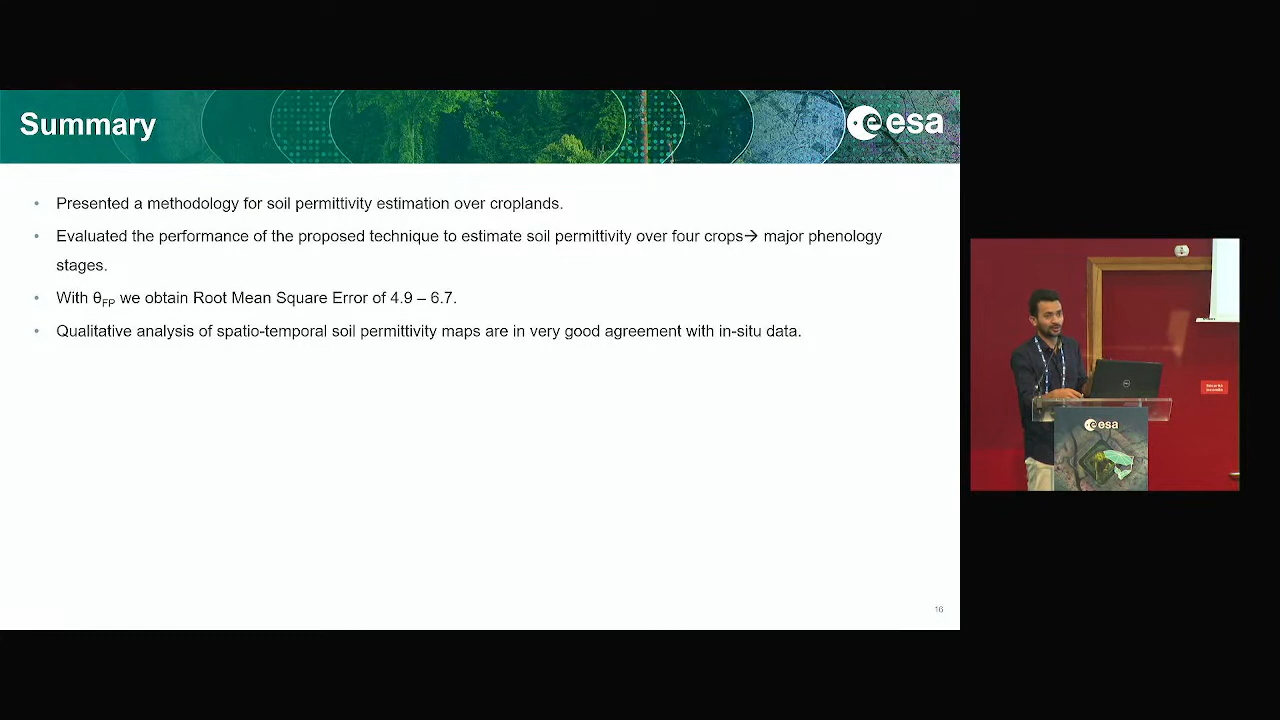 Summary
esa
• Presented a methodology for soil permittivity estimation over croplands.
• Evaluated the performance of the proposed technique to estimate soil permittivity over four crops→ major phenology
stages.
• With θFP we obtain Root Mean Square Error of 4.9 – 6.7.
• Qualitative analysis of spatio-temporal soil permittivity maps are in very good agreement with in-situ data.
16
esa